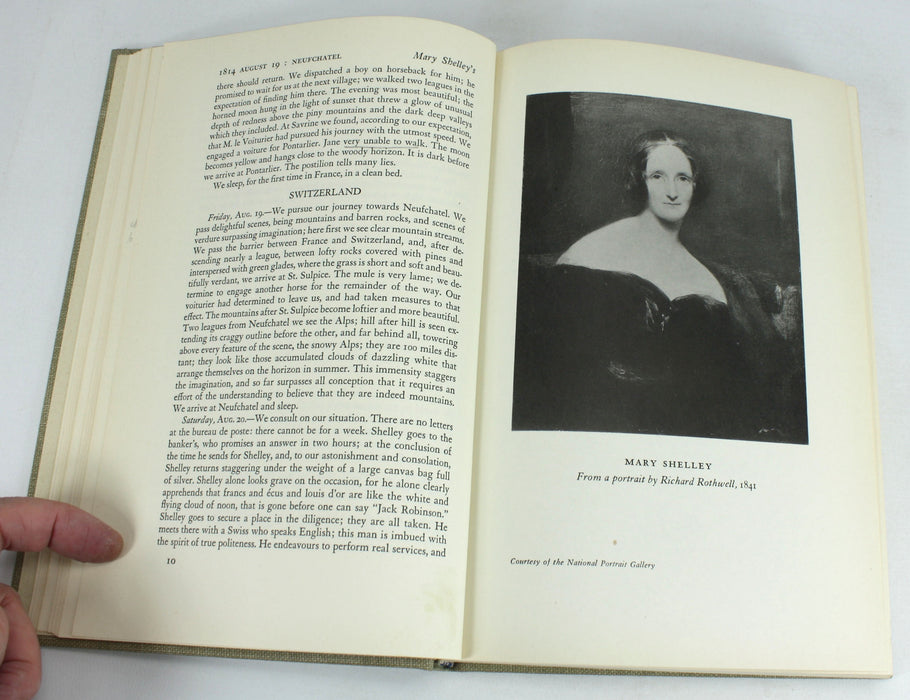 1814 AUGUST 19 : NEUFCHATEL Mary Shelley's
there should return. We dispatched a boy on horseback for him; he
promised to wait for us at the next village; we walked two leagues in the
expectation of finding him there. The evening was most beautiful; the
horned moon hung in the light of sunset that threw a glow of unusual
depth of redness above the piny mountains and the dark deep valleys
which they included. At Savrine we found, according to our expectation,
that M. le Voiturier had pursued his journey with the utmost speed. We
engaged a voiture for Pontarlier. Jane very unable to walk. The moon
becomes yellow and hangs close to the woody horizon. It is dark before
we arrive at Pontarlier. The postilion tells many lies.
We sleep, for the first time in France, in a clean bed.
SWITZERLAND
Friday, AUG. 19.—We pursue our journey towards Neufchatel. We
pass delightful scenes, being mountains and barren rocks, and scenes of
verdure surpassing imagination; here first we see clear mountain streams.
We pass the barrier between France and Switzerland, and, after de-
scending nearly a league, between lofty rocks covered with pines and
interspersed with green glades, where the grass is short and soft and beau-
tifully verdant, we arrive at St. Sulpice. The mule is very lame; we de-
termine to engage another horse for the remainder of the way. Our
voiturier had determined to leave us, and had taken measures to that
effect. The mountains after St. Sulpice become loftier and more beautiful.
Two leagues from Neufchatel we see the Alps; hill after hill is seen ex-
tending its craggy outline before the other, and far behind all, towering
above every feature of the scene, the snowy Alps; they are 100 miles dis-
tant; they look like those accumulated clouds of dazzling white that
arrange themselves on the horizon in summer. This immensity staggers
the imagination, and so far surpasses all conception that it requires an
effort of the understanding to believe that they are indeed mountains.
We arrive at Neufchatel and sleep.
Saturday, AUG. 20.—We consult on our situation. There are no letters
at the bureau de poste: there cannot be for a week. Shelley goes to the
banker's, who promises an answer in two hours; at the conclusion of
the time he sends for Shelley, and, to our astonishment and consolation,
Shelley returns staggering under the weight of a large canvas bag full
of silver. Shelley alone looks grave on the occasion, for he alone clearly
apprehends that francs and écus and louis d'or are like the white and
flying cloud of noon, that is gone before one can say "Jack Robinson."
Shelley goes to secure a place in the diligence; they are all taken. He
meets there with a Swiss who speaks English; this man is imbued with
the spirit of true politeness. He endeavours to perform real services, and
10
MARY SHELLEY
From a portrait by Richard Rothwell, 1841
Courtesy of the National Portrait Gallery